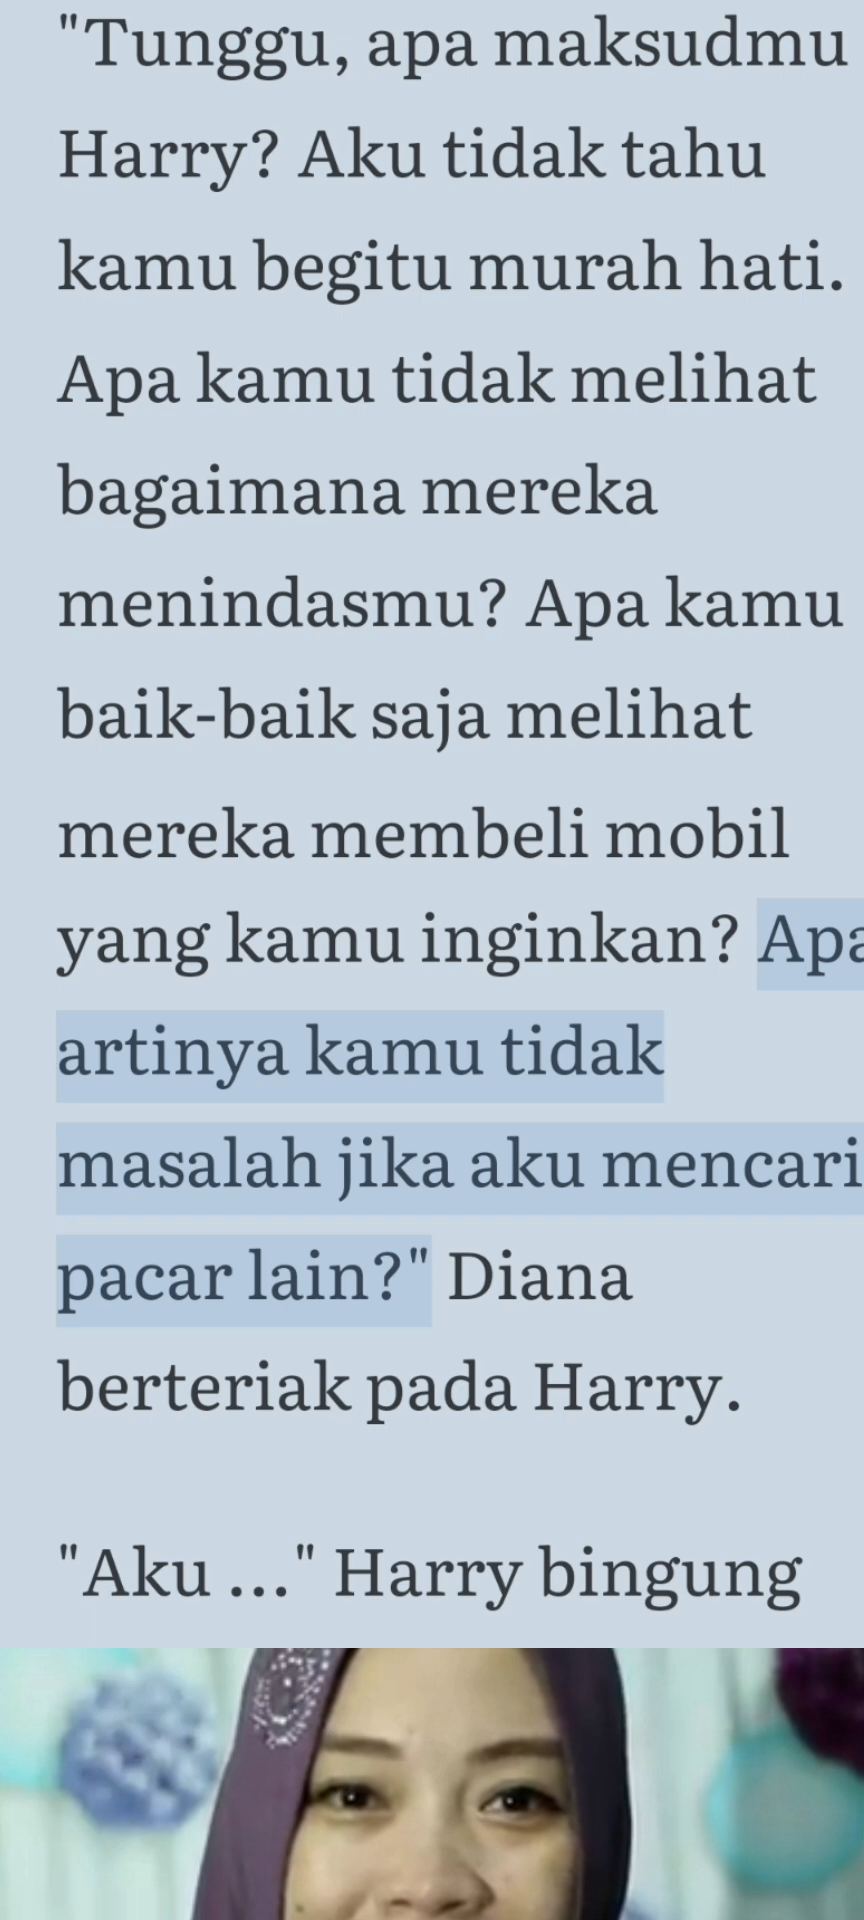 "Tunggu, apa maksudmu
Harry? Aku tidak tahu
kamu begitu murah hati.
Apa kamu tidak melihat
bagaimana mereka
menindasmu? Apa kamu
baik-baik saja melihat
mereka membeli mobil
yang kamu inginkan? Apa
artinya kamu tidak
masalah jika aku mencari
pacar lain?" Diana
berteriak pada Harry.
"Aku ..." Harry bingung